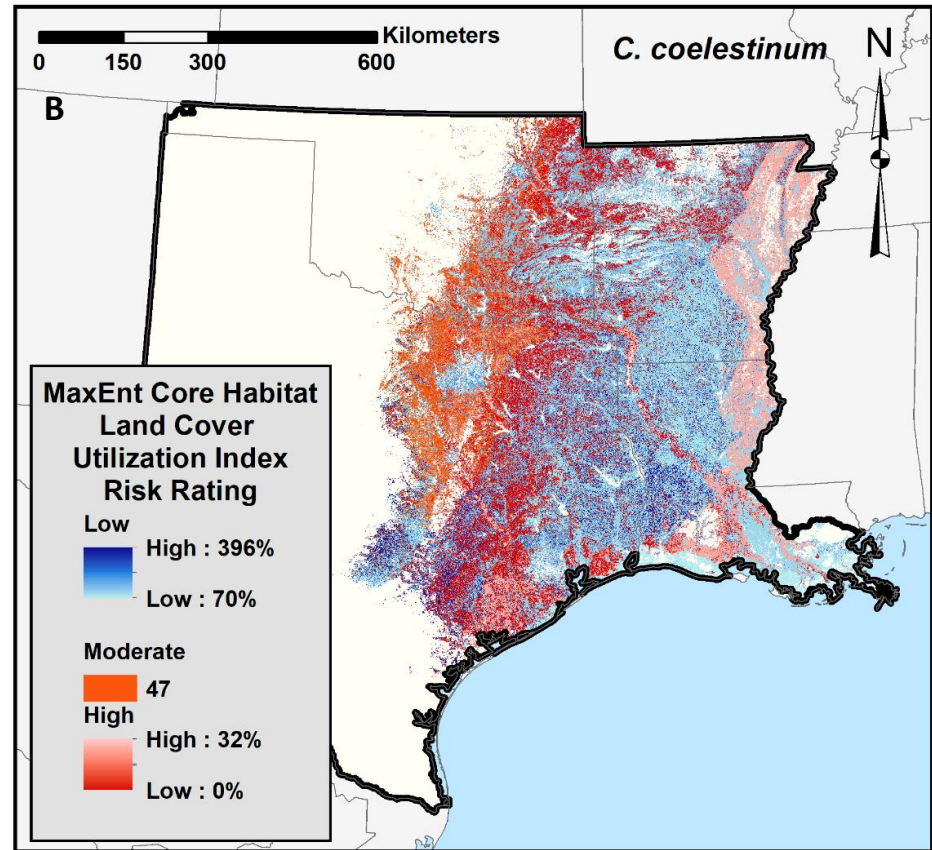 Kilometers
0 150 300 600
C. coelestinum
N
B
MaxEnt Core Habitat
Land Cover
Utilization Index
Risk Rating
Low
High : 396%
Low : 70%
Moderate
47
High
High : 32%
Low : 0%